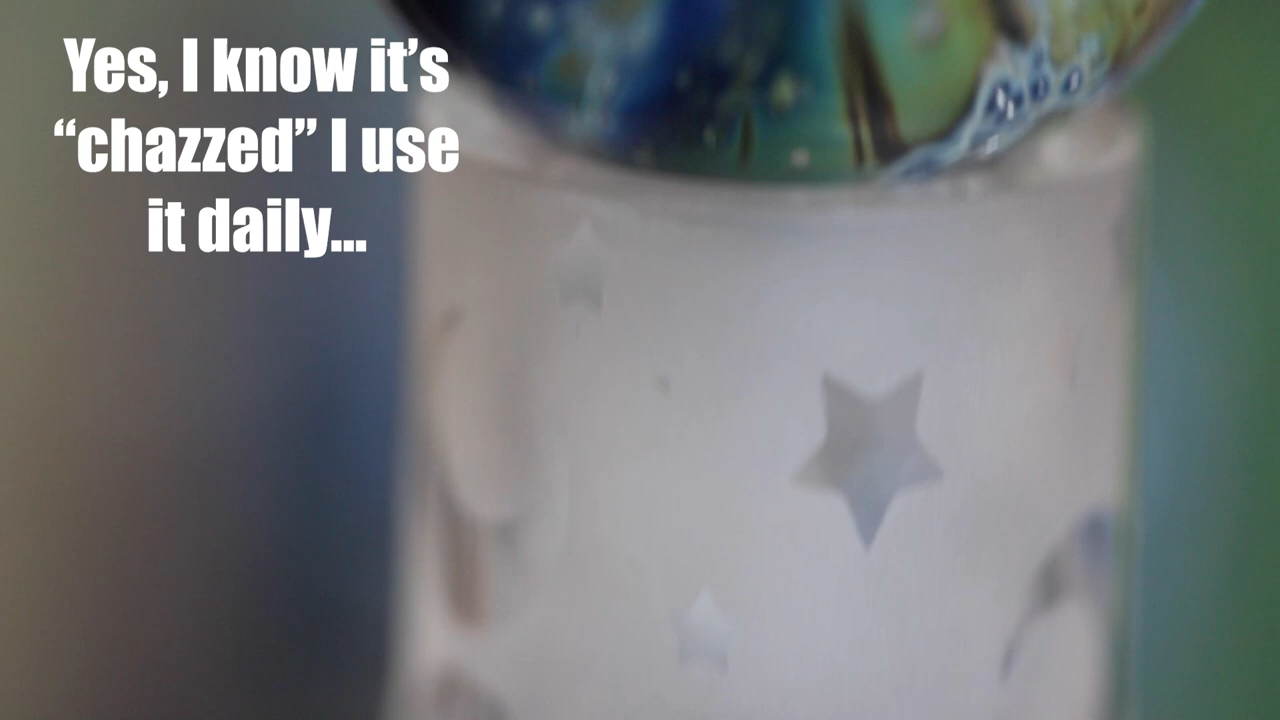 Yes, I know it’s
“chazzed” I use
it daily...